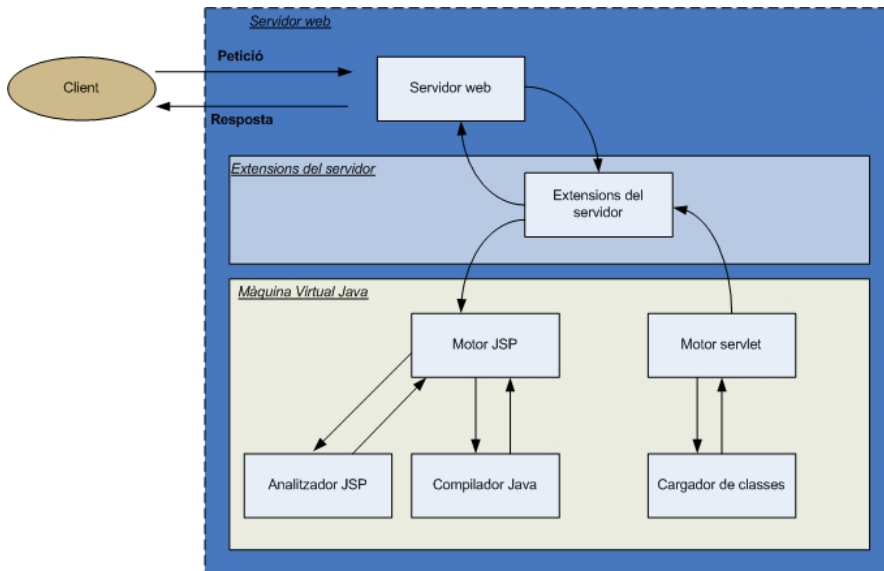 Servidor web
Petició
Client
Servidor web
Resposta
Extensions del servidor
Extensions del
servidor
Màquina Virtual Java
Motor JSP
Motor servlet
Analitzador JSP
Compilador Java
Cargador de classes